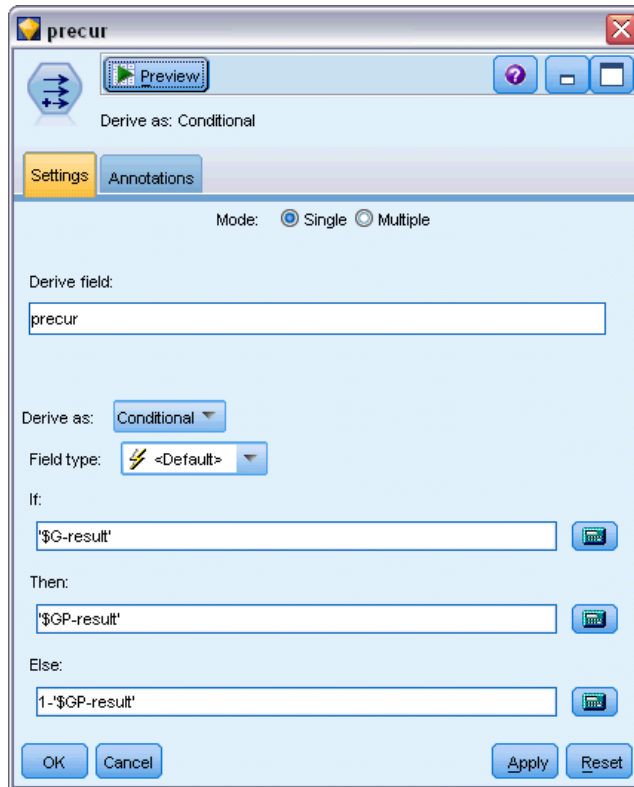 precur
Preview
Derive as: Conditional
Settings Annotations
Mode: Single Multiple
Derive field:
precur
Derive as: Conditional
Field type: <Default>
If:
'$G-result'
Then:
'$GP-result'
Else:
1-'$GP-result'
OK Cancel Apply Reset